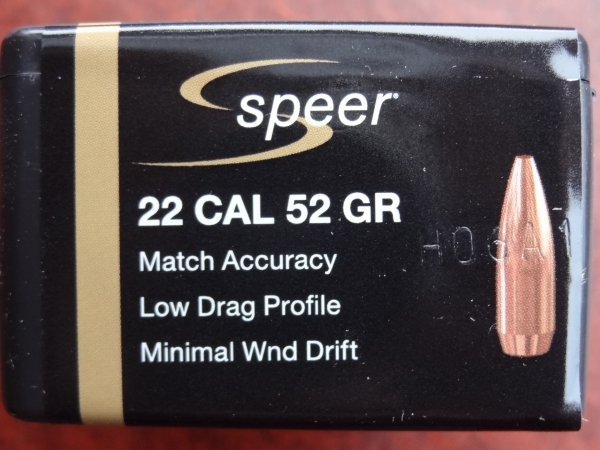 speer
22 CAL 52 GR
Match Accuracy
Low Drag Profile
Minimal Wnd Drift